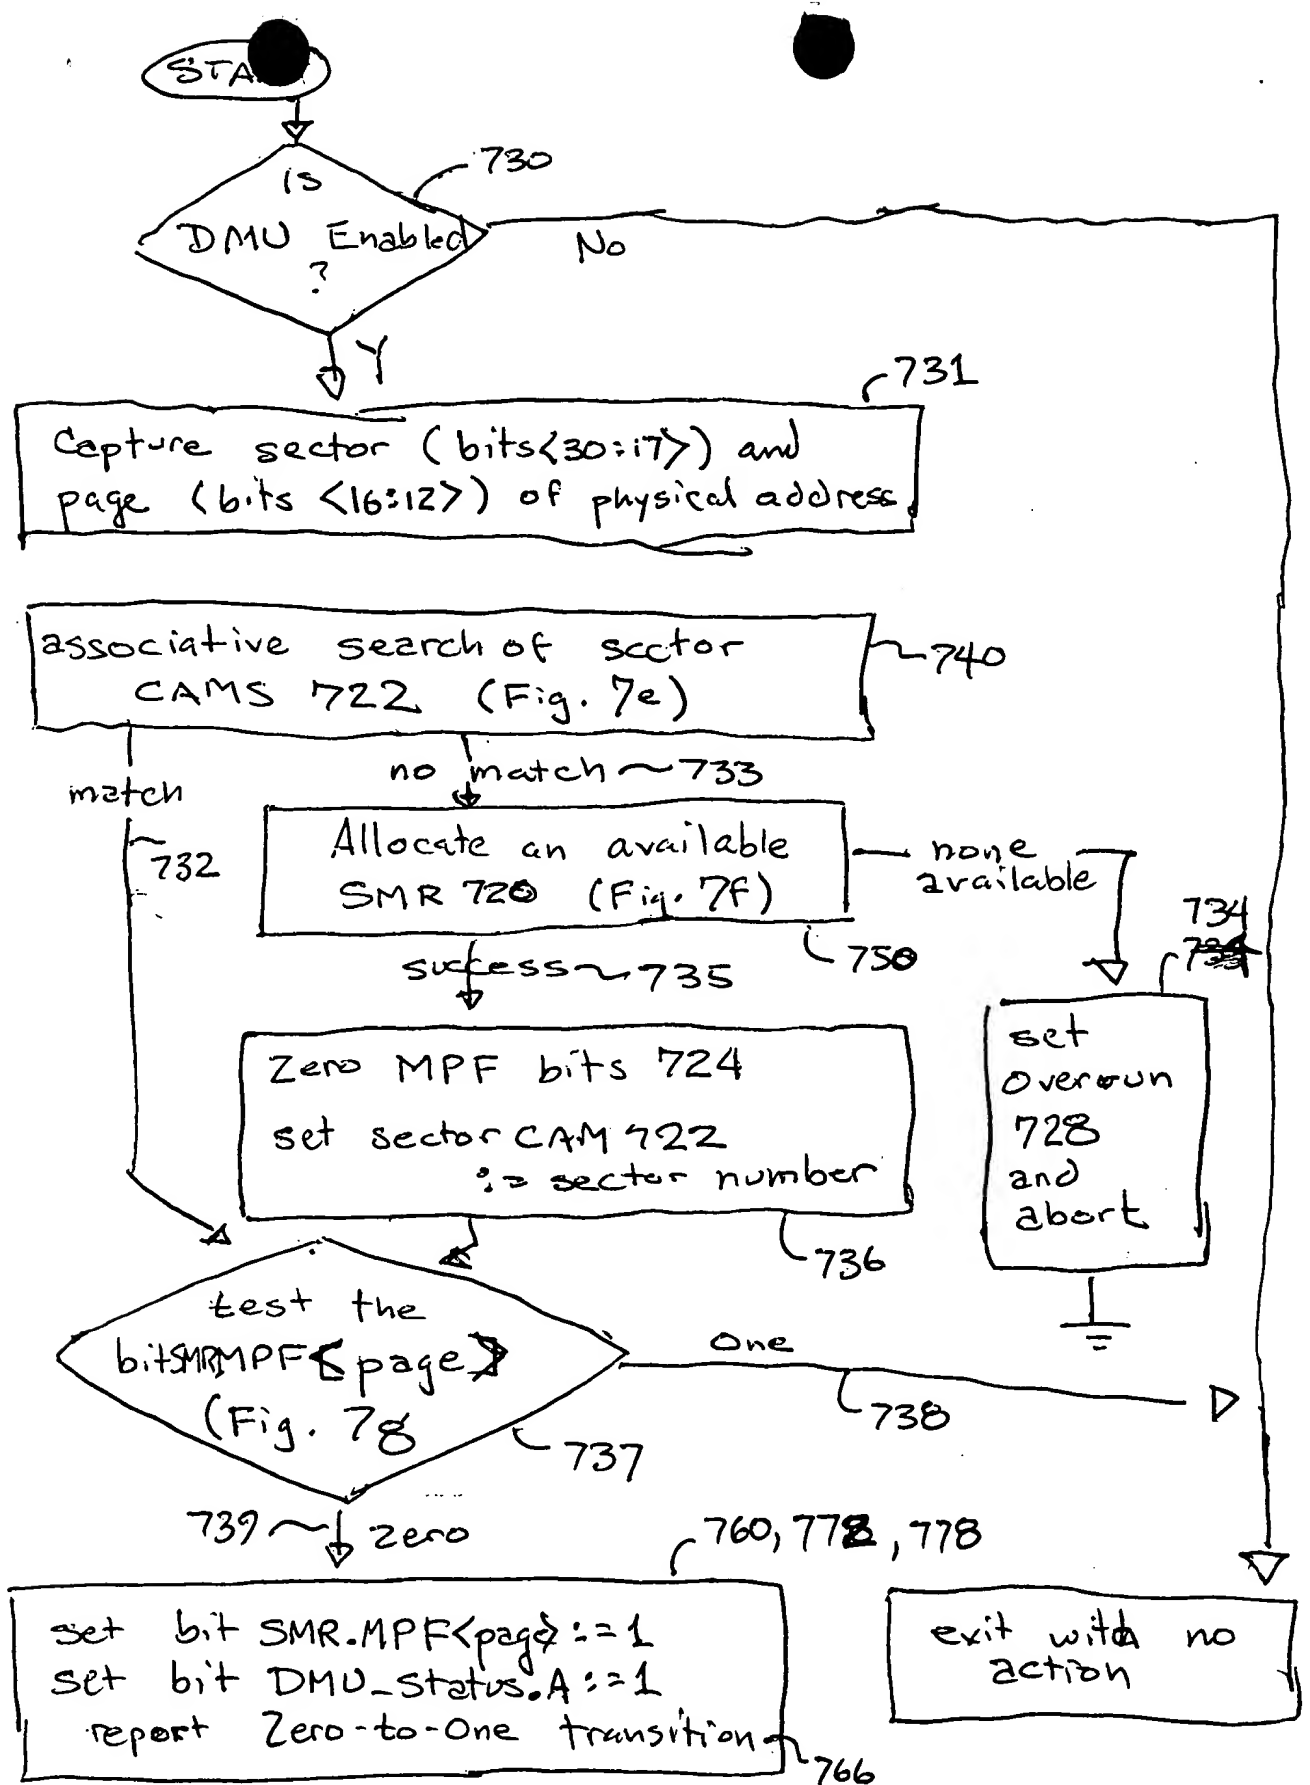 STA
730
is
DMU Enabled
?
No
Y
731
Capture sector (bits<30:17>) and
page (bits <16:12>) of physical address
associative search of sector
CAMS 722 (Fig. 7e)
740
match
no match 733
732
Allocate an available
SMR 720 (Fig. 7f)
none
available
750
734
success 735
Zero MPF bits 724
set sector CAM 722
:= sector number
736
set
overrun
728
and
abort
test the
bit SMR.MPF<page>
(Fig. 7g
737
One
738
739
zero
760, 772, 778
set bit SMR.MPF<page> := 1
set bit DMU_Status.A := 1
report Zero-to-One transition
766
exit with no
action